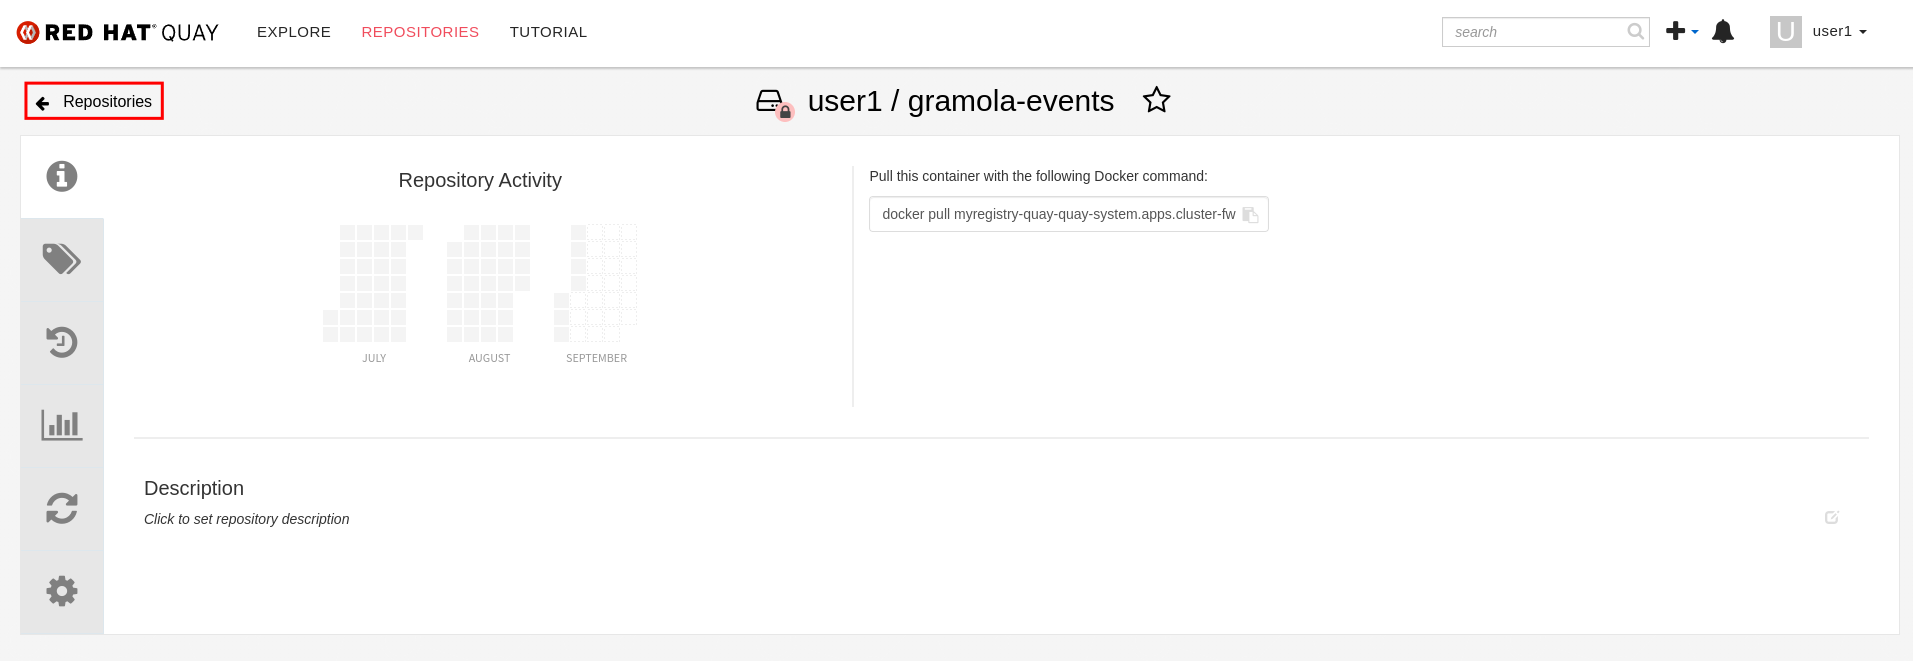 RED HAT® QUAY EXPLORE REPOSITORIES TUTORIAL search U user1
Repositories user1 / gramola-events
Repository Activity
Pull this container with the following Docker command:
docker pull myregistry-quay-quay-system.apps.cluster-fw
JULY AUGUST SEPTEMBER
Description
Click to set repository description